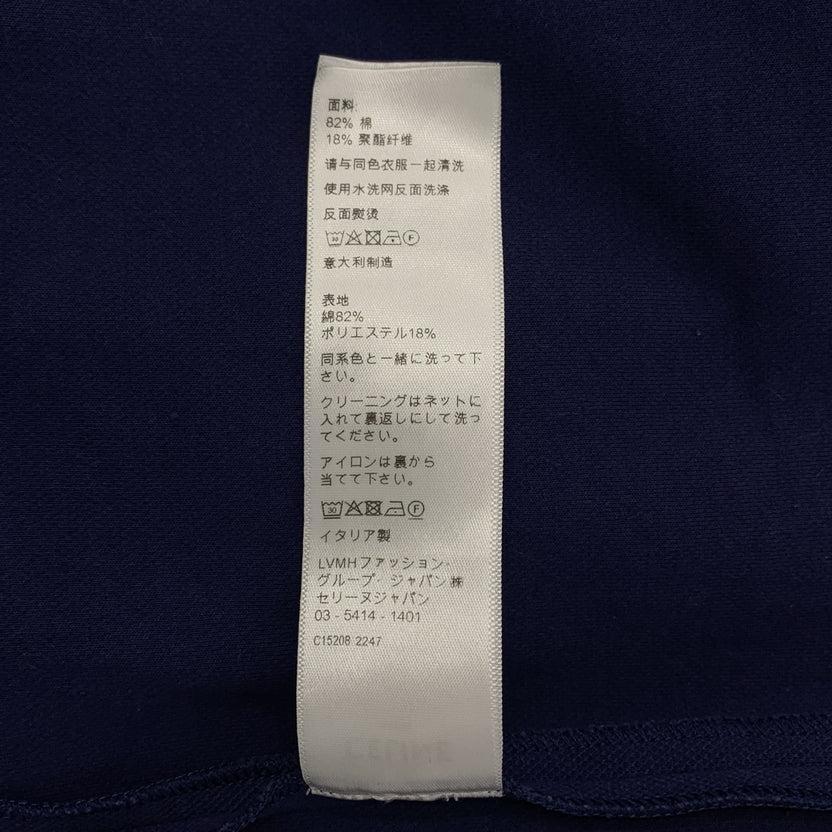 面料:
82% 棉
18% 聚酯纤维
请与同色衣服一起清洗
使用水洗网反面洗涤
反面熨烫
30 F
意大利制造
表地
綿82%
ポリエステル18%
同系色と一緒に洗って下
さい。
クリーニングはネットに
入れて裏返しにして洗っ
てください。
アイロンは裏から
当てて下さい。
30 F
イタリア製
LVMHファッション・
グループ・ジャパン㈱
セリーヌジャパン
03 - 5414 - 1401
C15208 2247
CELINE